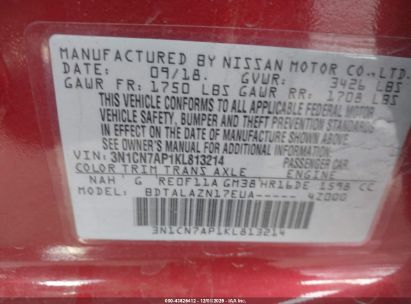 MANUFACTURED BY NISSAN MOTOR CO., LTD.
DATE: 09/18. GVWR: 3426 LBS
GAWR FR: 1750 LBS GAWR RR: 1708 LBS
THIS VEHICLE CONFORMS TO ALL APPLICABLE FEDERAL MOTOR
VEHICLE SAFETY, BUMPER AND THEFT PREVENTION STANDARDS
IN EFFECT ON THE DATE OF MANUFACTURE SHOWN ABOVE.
SEE OWNER'S MANUAL FOR ADDITIONAL INFORMATION.
VIN: 3N1CN7AP1KL813214 PASSENGER CAR
COLOR TRIM TRANS AXLE ENGINE
NAH G RE0F11A GM38 HR16DE 1598 CC
MODEL: BDTALAZN17EUA----- 4Z000
3N1CN7AP1KL813214